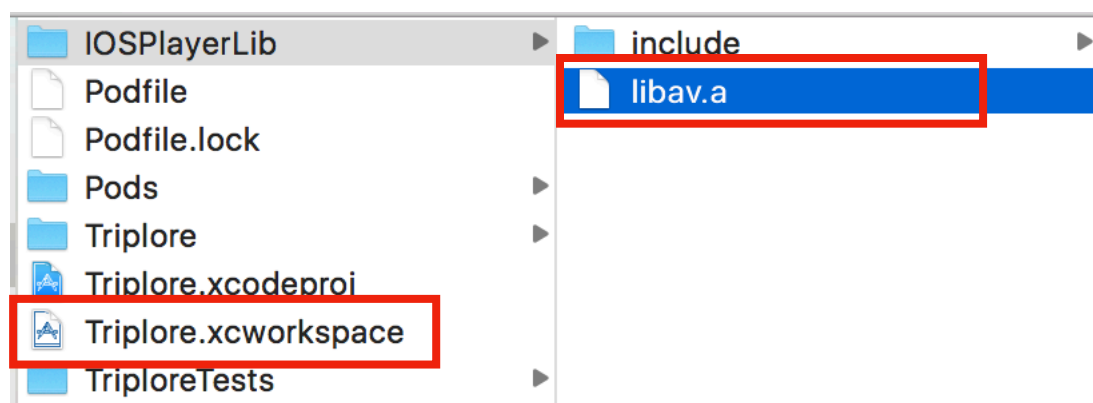 IOSPlayerLib
Podfile
Podfile.lock
Pods
Triplore
Triplore.xcodeproj
Triplore.xcworkspace
TriploreTests
include
libav.a